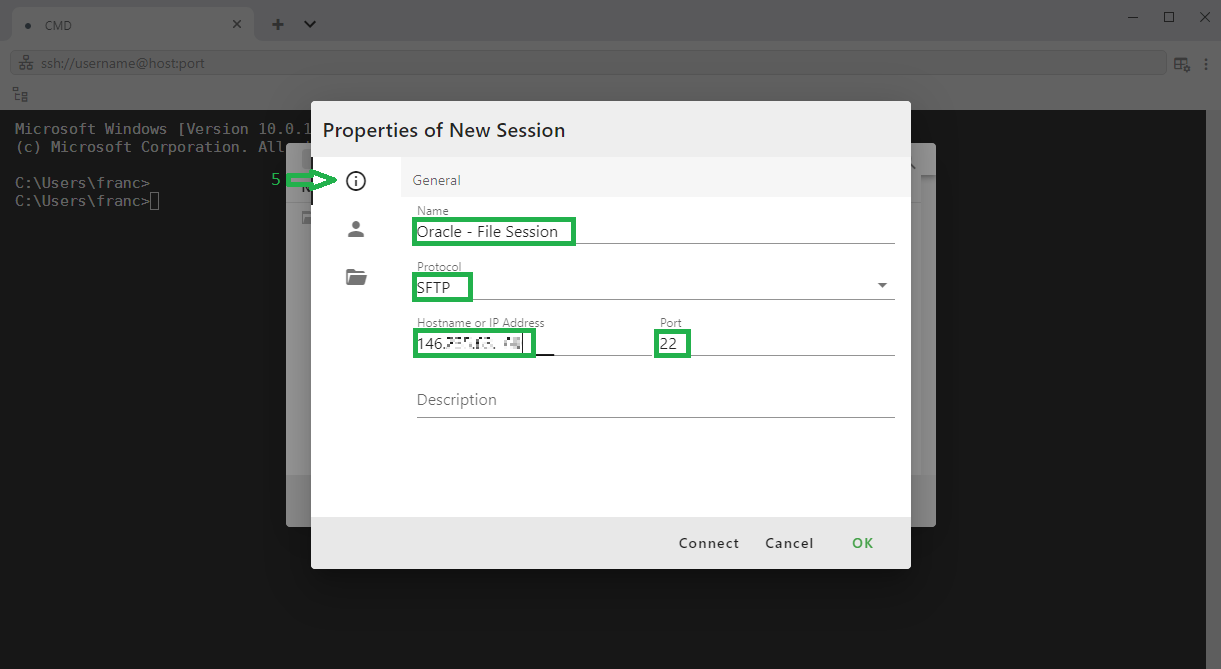 CMD
ssh://username@host:port
Microsoft Windows [Version 10.0.1
(c) Microsoft Corporation. All
C:\Users\franc>
C:\Users\franc>
Properties of New Session
5
General
Name
Oracle - File Session
Protocol
SFTP
Hostname or IP Address
Port
146.
22
Description
Connect
Cancel
OK